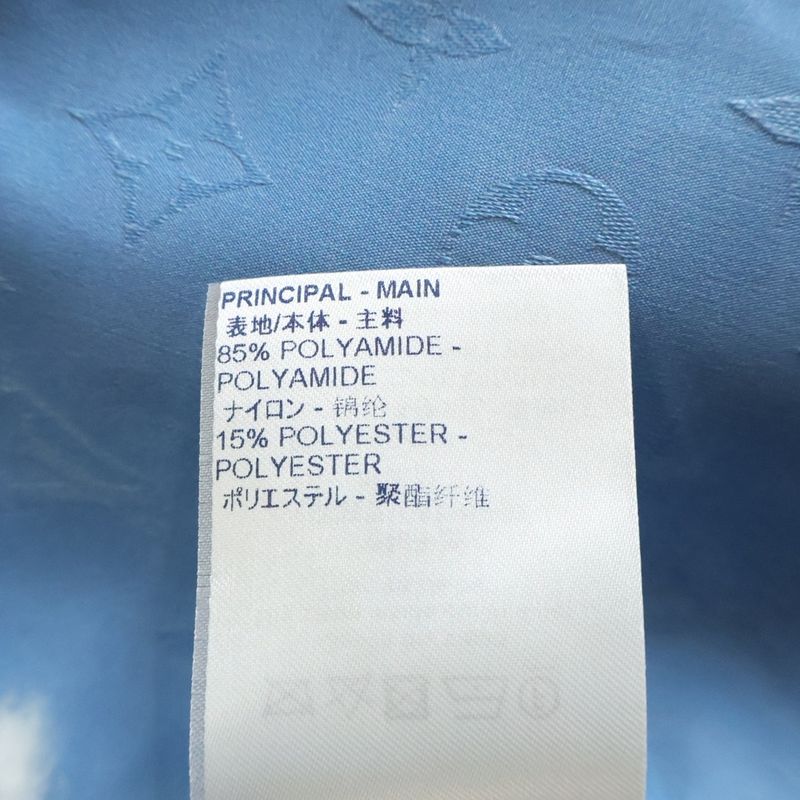 PRINCIPAL - MAIN
表地/本体 - 主料
85% POLYAMIDE -
POLYAMIDE
ナイロン - 锦纶
15% POLYESTER -
POLYESTER
ポリエステル - 聚酯纤维